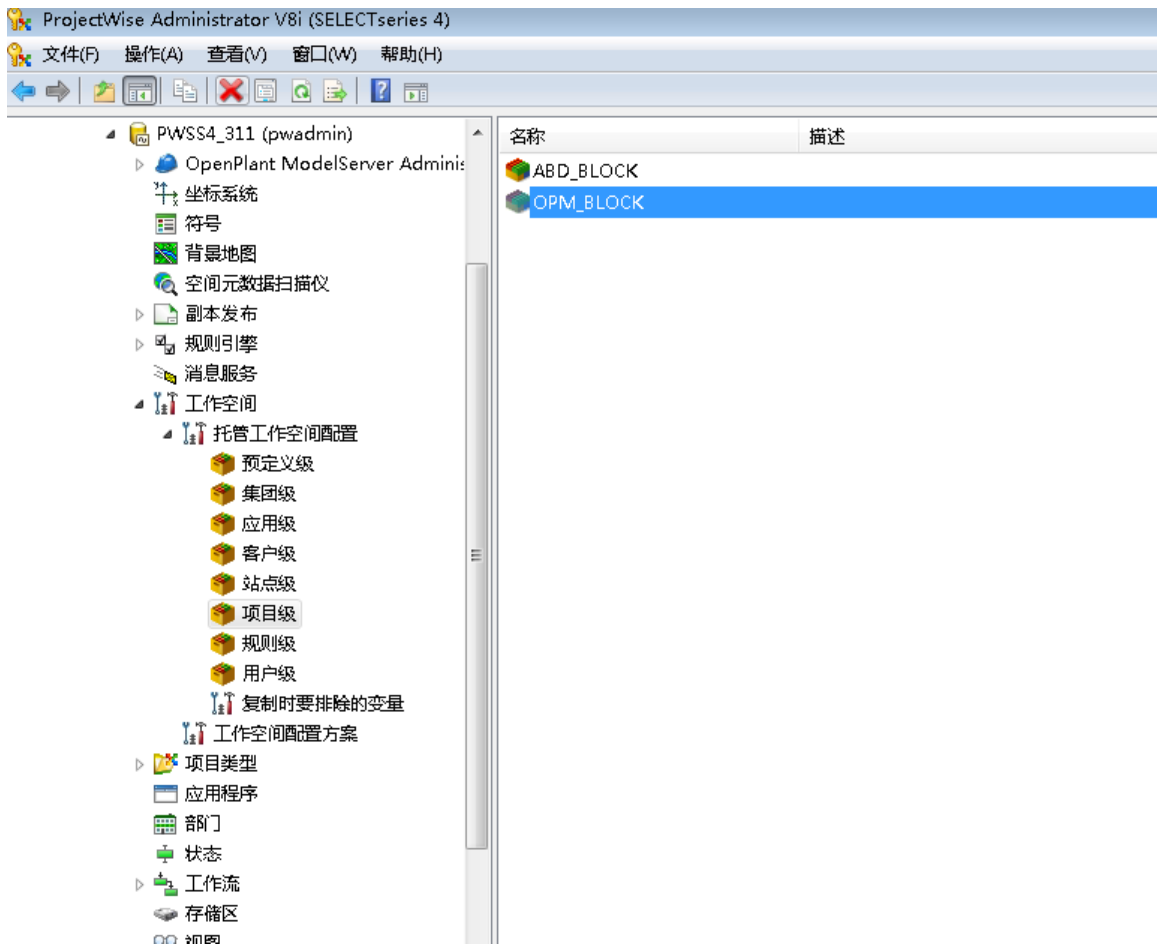 ProjectWise Administrator V8i (SELECTseries 4)
文件(F) 操作(A) 查看(V) 窗口(W) 帮助(H)
PWSS4_311 (pwadmin)
OpenPlant ModelServer Adminis
坐标系统
符号
背景地图
空间元数据扫描仪
副本发布
规则引擎
消息服务
工作空间
托管工作空间配置
预定义级
集团级
应用级
客户级
站点级
项目级
规则级
用户级
复制时要排除的变量
工作空间配置方案
项目类型
应用程序
部门
状态
工作流
存储区
视图
名称 描述
ABD_BLOCK
OPM_BLOCK